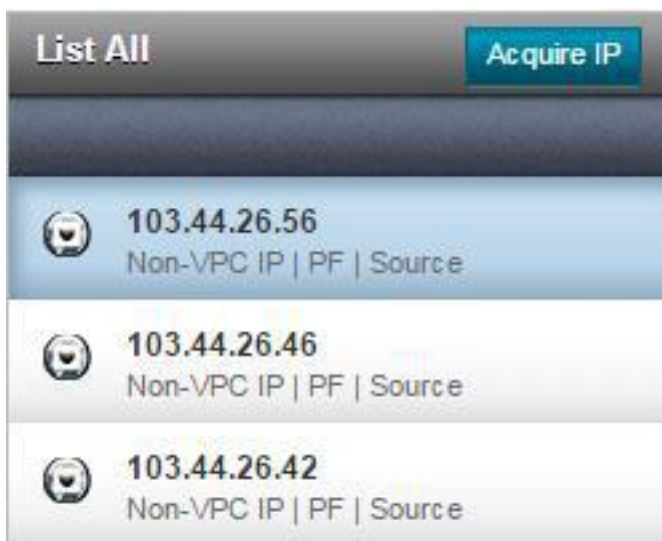 List All
Acquire IP
103.44.26.56
Non-VPC IP | PF | Source
103.44.26.46
Non-VPC IP | PF | Source
103.44.26.42
Non-VPC IP | PF | Source